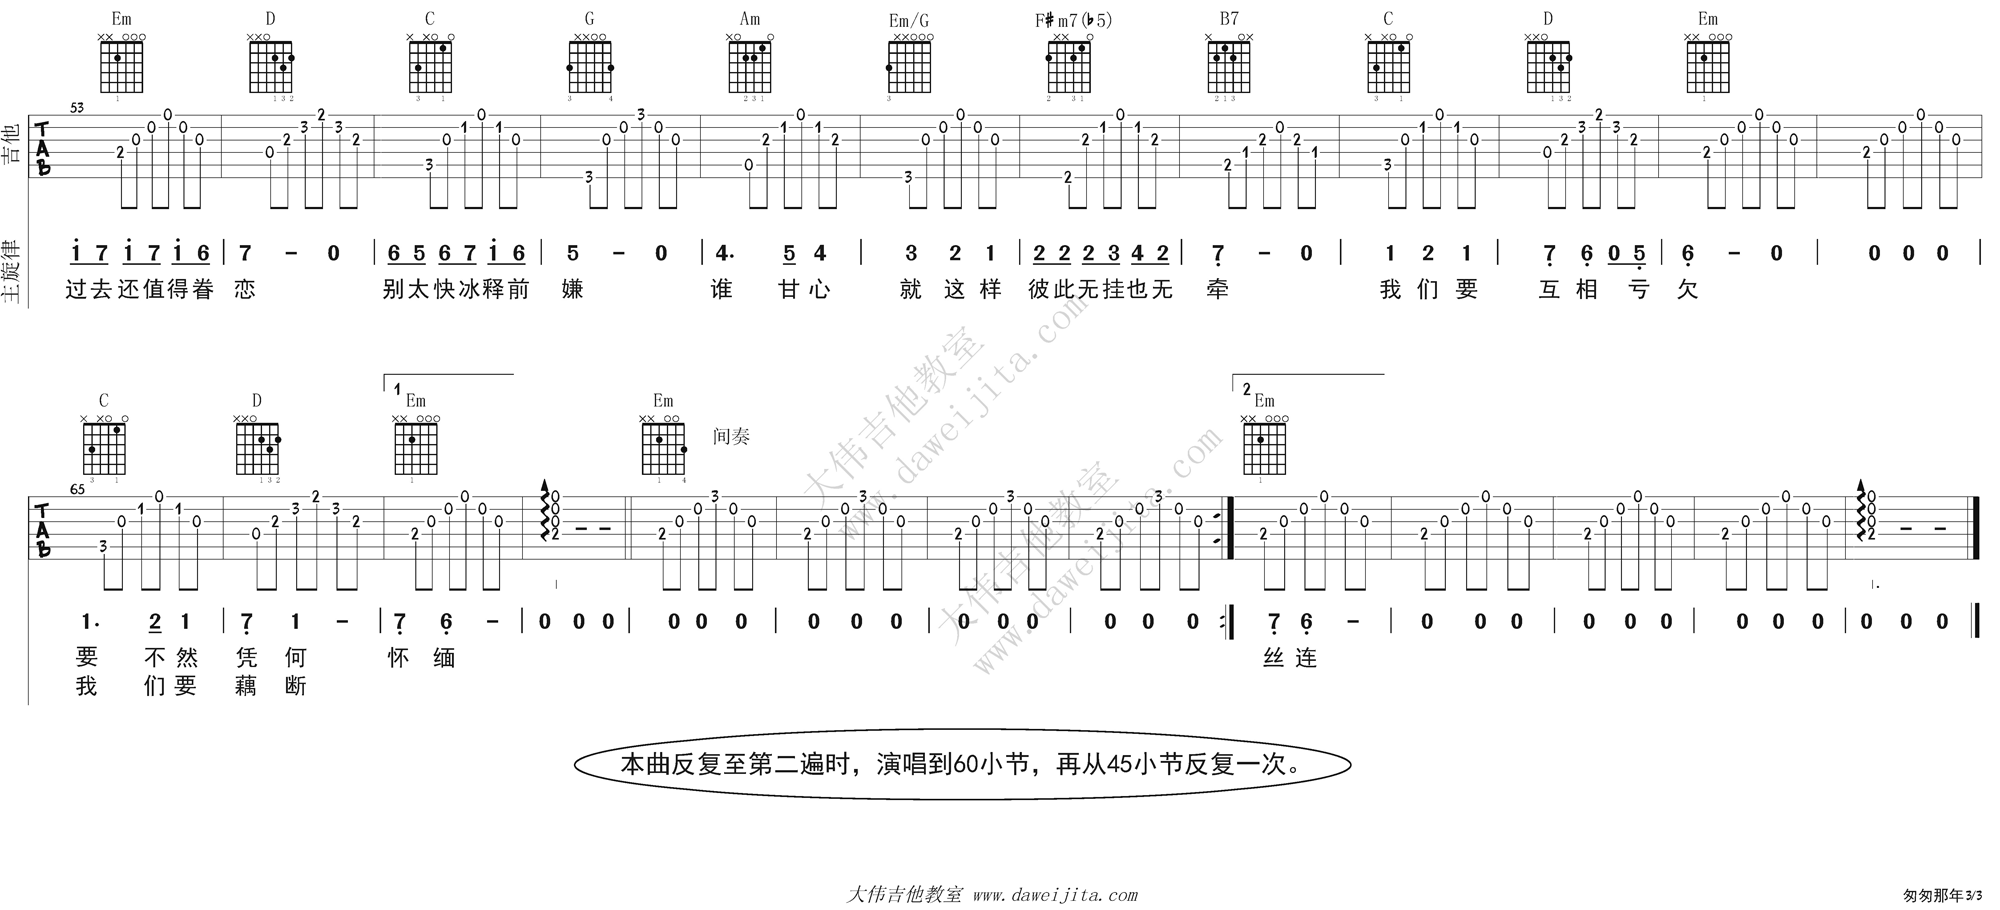 Em D C G Am Em/G F♯m7(♭5) B7 C D Em
吉他
53
主旋律
i 7 i 7 i 6 | 7 - 0 | 6 5 6 7 i 6 | 5 - 0 | 4. 5 4 | 3 2 1 | 2 2 2 3 4 2 | 7 - 0 | 1 2 1 | 7 6 0 5 | 6 - 0 | 0 0 0 |
过去还值得眷恋 别太快冰释前嫌 谁甘心 就这样 彼此无挂也无牵 我们要 互相亏欠
1 2
C D Em Em Em
间奏
65
1. 2 1 | 7 1 - | 7 6 - | 0 0 0 | 0 0 0 | 0 0 0 | 0 0 0 | 0 0 0 :| 7 6 - | 0 0 0 | 0 0 0 | 0 0 0 | 0 0 0 |
要不然 凭何 怀缅 丝连
我们要 藕断
大伟吉他教室
www.daweijita.com
大伟吉他教室
www.daweijita.com
本曲反复至第二遍时，演唱到60小节，再从45小节反复一次。
大伟吉他教室 www.daweijita.com
匆匆那年3/3